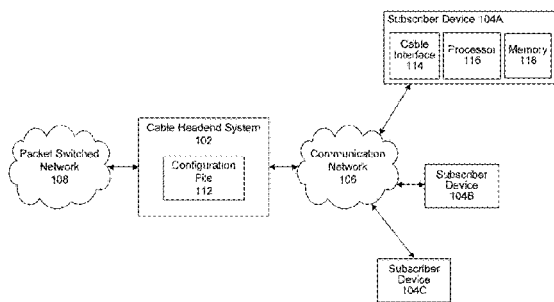 Subscriber Device 104A
Cable
Interface
114
Processor
116
Memory
118
Cable Headend System
102
Configuration
File
112
Packet Switched
Network
108
Communication
Network
106
Subscriber
Device
104B
Subscriber
Device
104C